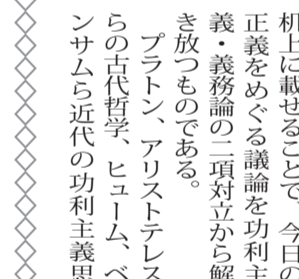 机上に載せることで、今日の
正義をめぐる議論を功利主
義・義務論の二項対立から解
き放つものである。
プラトン、アリストテレス
らの古代哲学、ヒューム、ベ
ンサムら近代の功利主義思